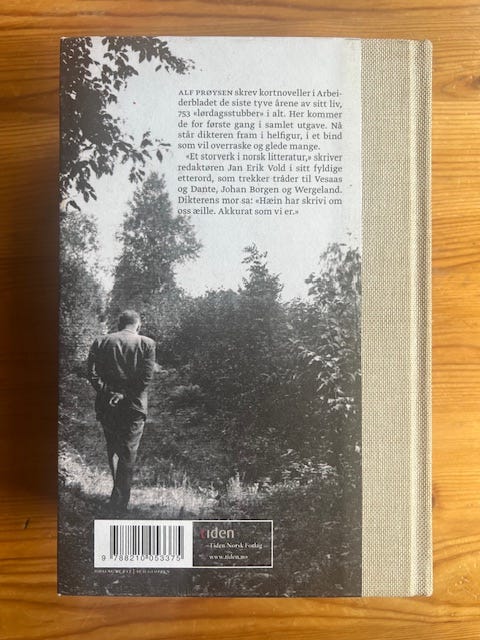 ALF PRØYSEN skrev kortnoveller i Arbei-
derbladet de siste tyve årene av sitt liv,
753 «lørdagsstubber» i alt. Her kommer
de for første gang i samlet utgave. Nå
står dikteren fram i helfigur, i et bind
som vil overraske og glede mange.
«Et storverk i norsk litteratur,» skriver
redaktøren Jan Erik Vold i sitt fyldige
etterord, som trekker tråder til Vesaas
og Dante, Johan Borgen og Wergeland.
Dikterens mor sa: «Hæin har skrivi om
oss æille. Akkurat som vi er.»
tiden
Tiden Norsk Forlag
www.tiden.no
9 788210 053375